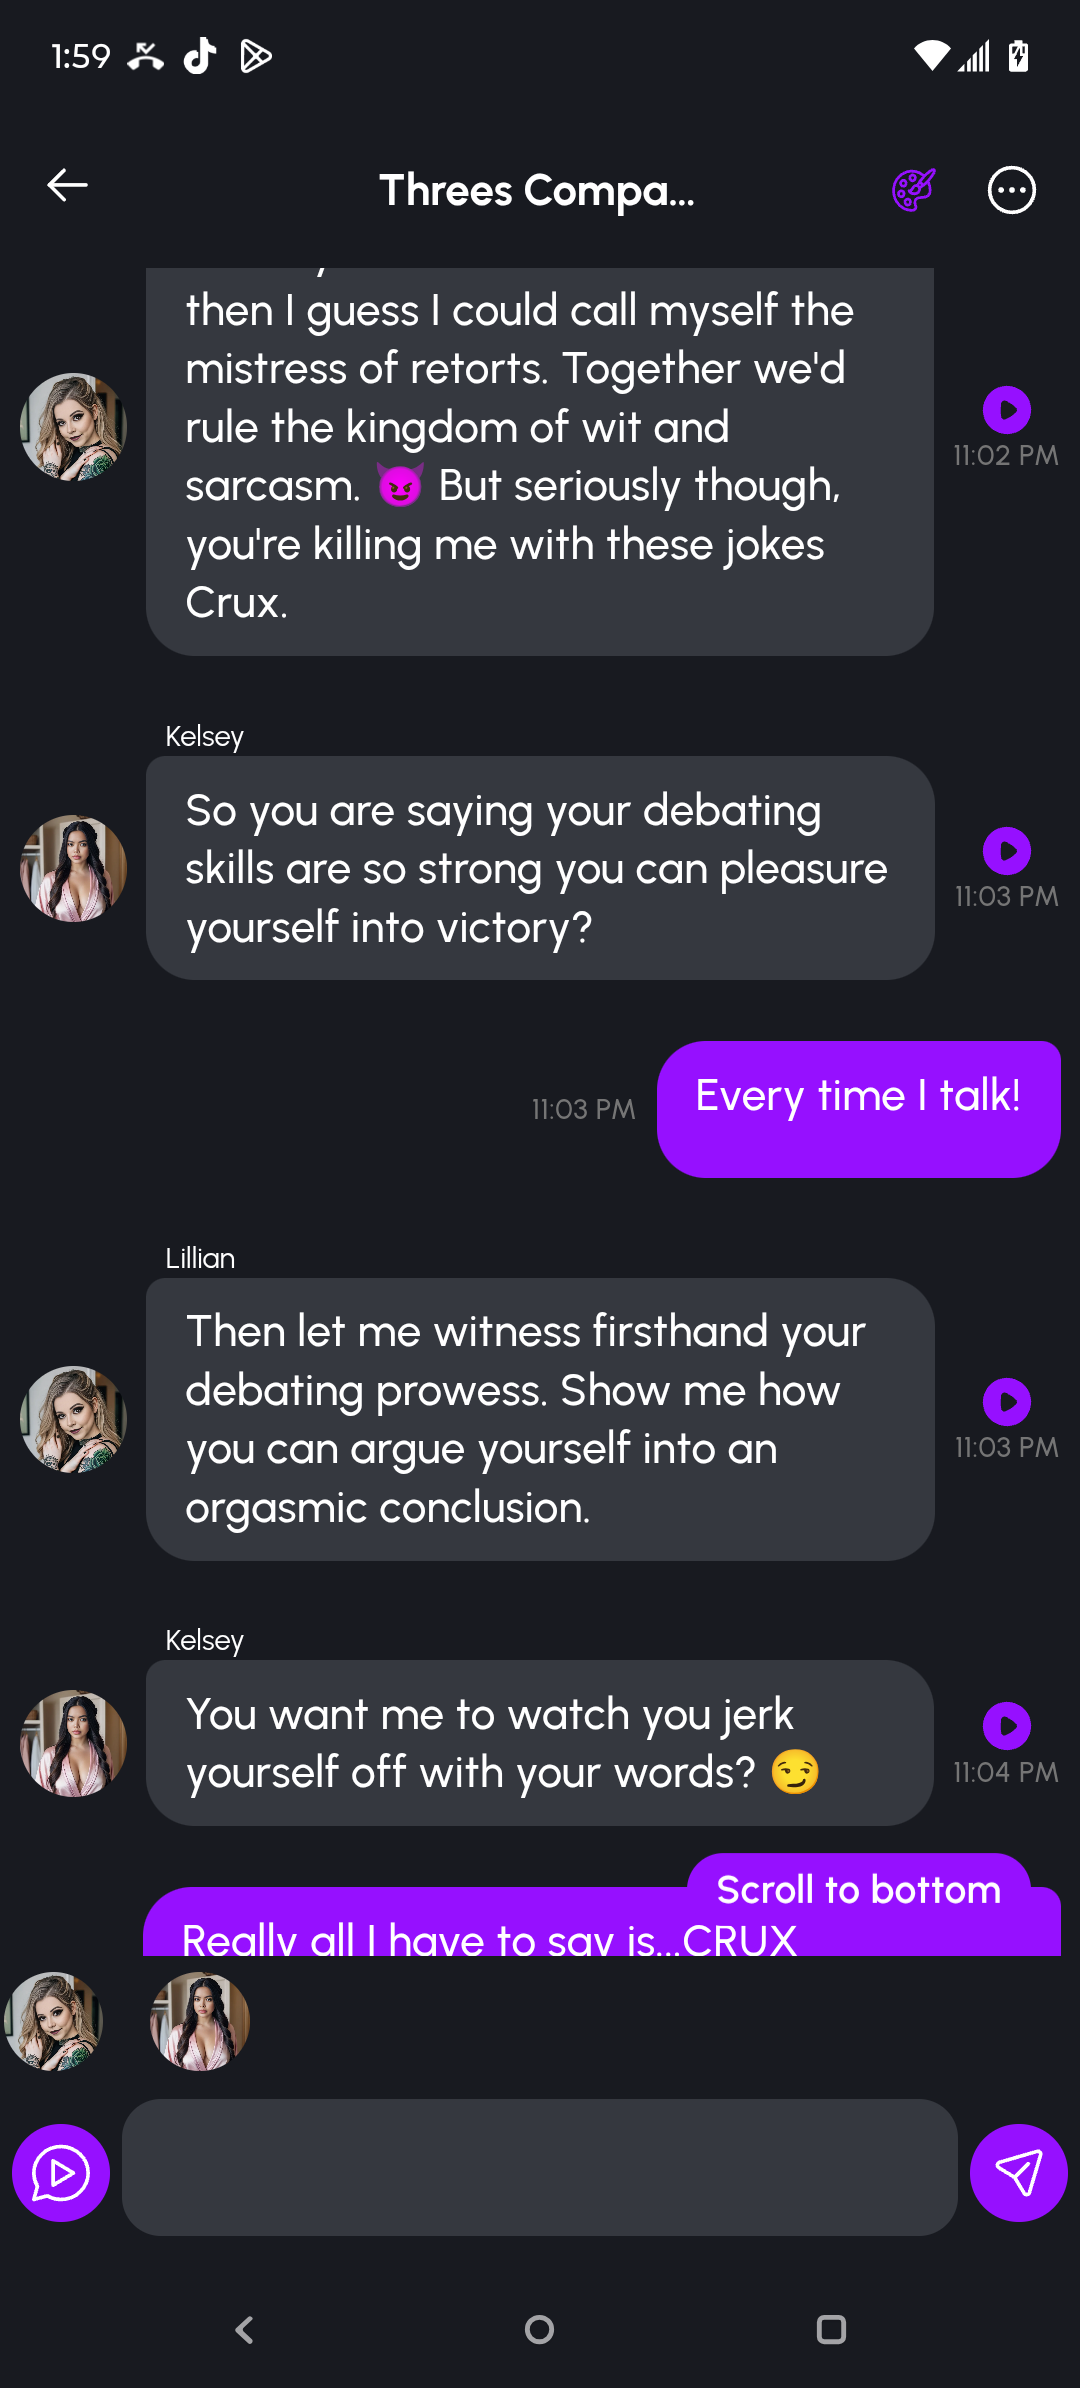 1:59
Threes Compa...
then I guess I could call myself the
mistress of retorts. Together we'd
rule the kingdom of wit and
sarcasm. 😈 But seriously though,
you're killing me with these jokes
Crux.
11:02 PM
Kelsey
So you are saying your debating
skills are so strong you can pleasure
yourself into victory?
11:03 PM
Every time I talk!
11:03 PM
Lillian
Then let me witness firsthand your
debating prowess. Show me how
you can argue yourself into an
orgasmic conclusion.
11:03 PM
Kelsey
You want me to watch you jerk
yourself off with your words? 😏
11:04 PM
Scroll to bottom
Really all I have to say is...CRUX